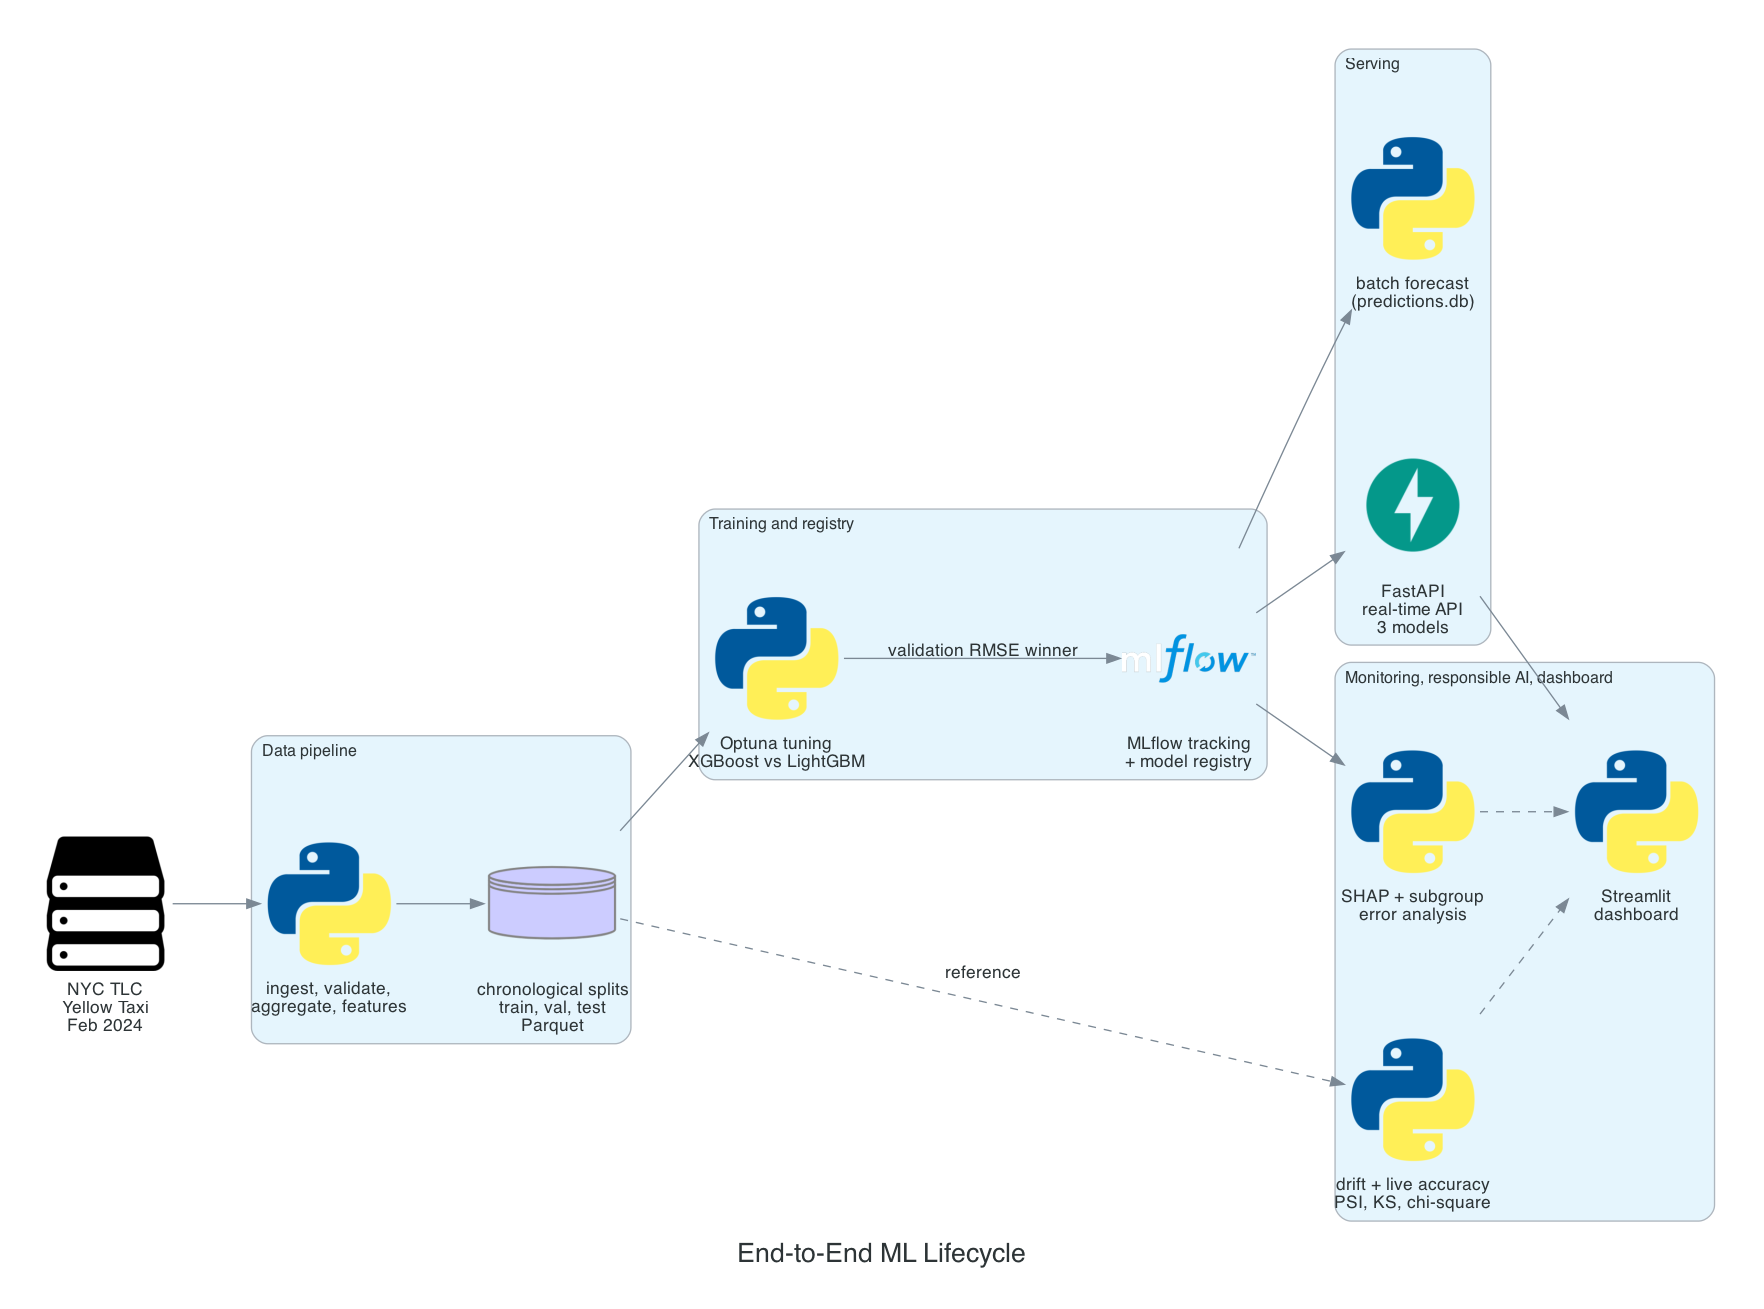 Serving
batch forecast
(predictions.db)
FastAPI
real-time API
3 models
Training and registry
validation RMSE winner
mlflow™
Optuna tuning
XGBoost vs LightGBM
MLflow tracking
+ model registry
Monitoring, responsible AI, dashboard
SHAP + subgroup
error analysis
Streamlit
dashboard
Data pipeline
NYC TLC
Yellow Taxi
Feb 2024
ingest, validate,
aggregate, features
chronological splits
train, val, test
Parquet
reference
drift + live accuracy
PSI, KS, chi-square
End-to-End ML Lifecycle